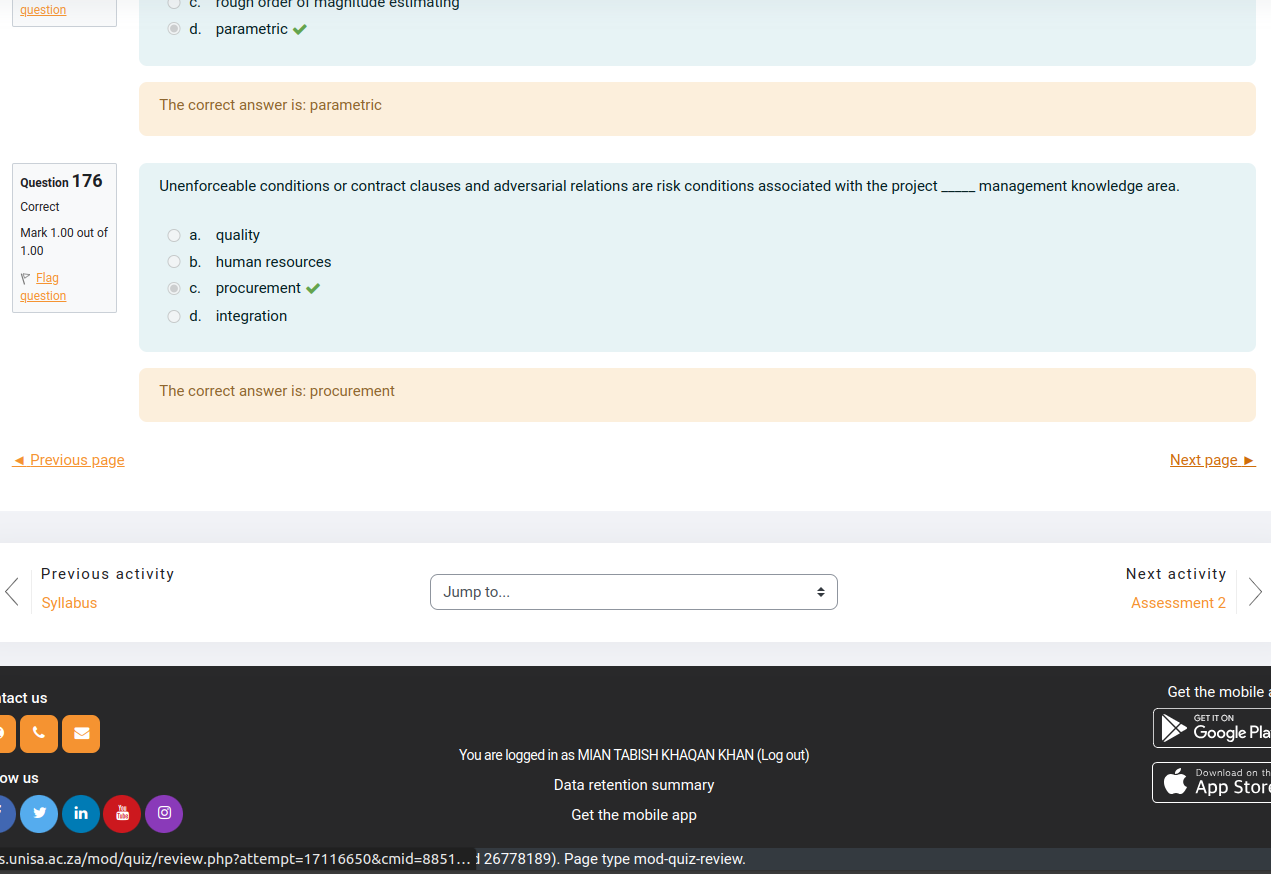 question
c. rough order of magnitude estimating
d. parametric
The correct answer is: parametric
Question 176
Correct
Mark 1.00 out of
1.00
Flag
question
Unenforceable conditions or contract clauses and adversarial relations are risk conditions associated with the project _____ management knowledge area.
a. quality
b. human resources
c. procurement
d. integration
The correct answer is: procurement
◄ Previous page
Next page ►
Previous activity
Syllabus
Jump to...
Next activity
Assessment 2
tact us
ow us
You are logged in as MIAN TABISH KHAQAN KHAN (Log out)
Data retention summary
Get the mobile app
Get the mobile a
GET IT ON
Google Pla
Download on th
App Store
You
Tube
in
s.unisa.ac.za/mod/quiz/review.php?attempt=17116650&cmid=8851... d 26778189). Page type mod-quiz-review.